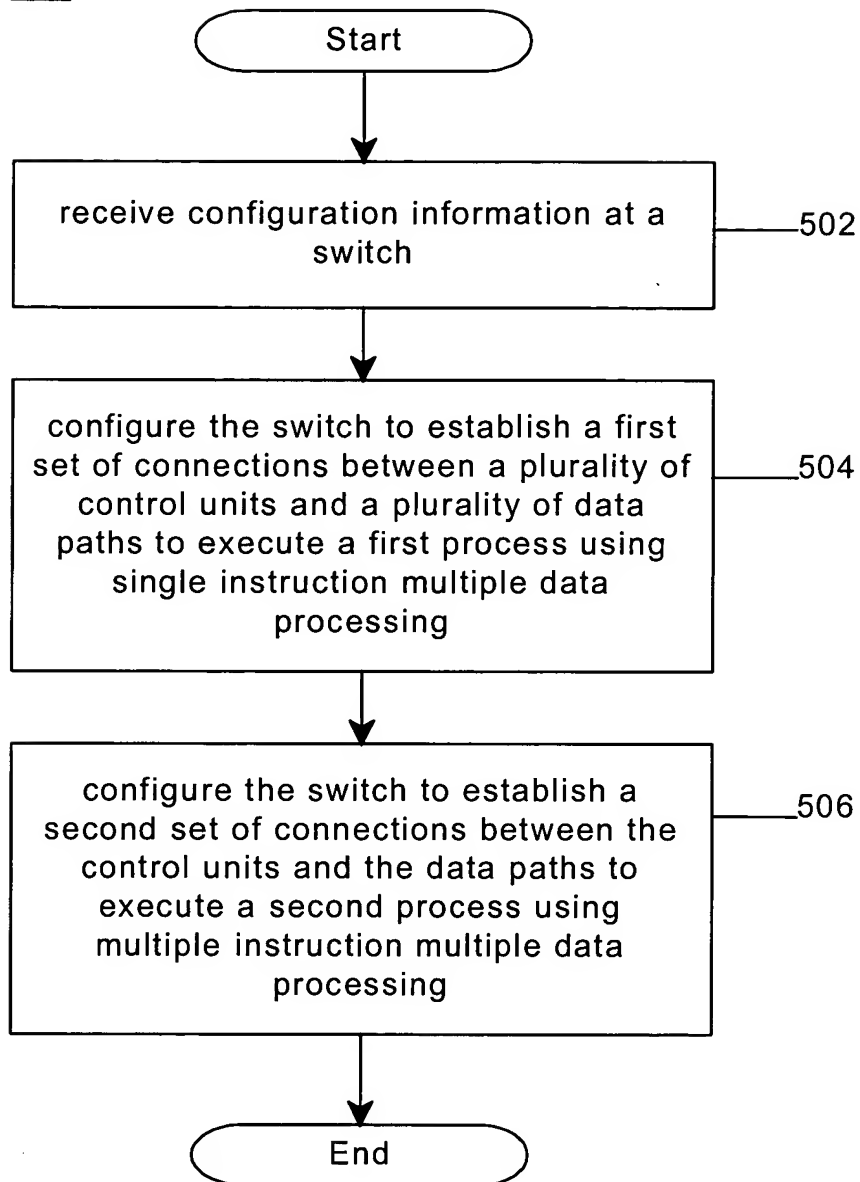 Start
receive configuration information at a
switch
502
configure the switch to establish a first
set of connections between a plurality of
control units and a plurality of data
paths to execute a first process using
single instruction multiple data
processing
504
configure the switch to establish a
second set of connections between the
control units and the data paths to
execute a second process using
multiple instruction multiple data
processing
506
End